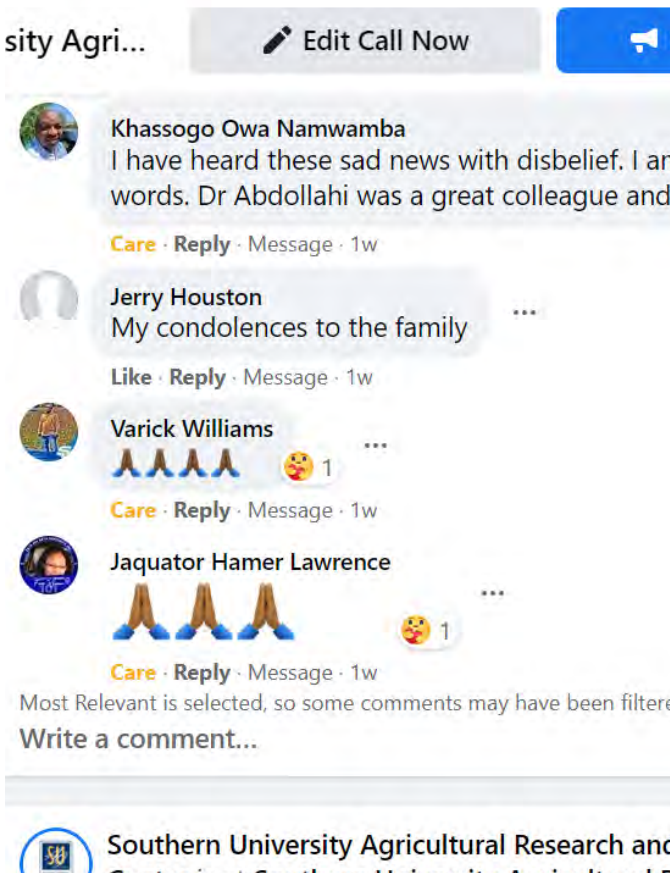 sity Agri... Edit Call Now
Khassogo Owa Namwamba
I have heard these sad news with disbelief. I
words. Dr Abdollahi was a great colleague and
Care · Reply · Message · 1w
Jerry Houston
My condolences to the family
Like · Reply · Message · 1w
Varick Williams
🙏🏾🙏🏾🙏🏾🙏🏾 1
Care · Reply · Message · 1w
Jaquator Hamer Lawrence
🙏🏾🙏🏾🙏🏾 1
Care · Reply · Message · 1w
Most Relevant is selected, so some comments may have been filtere
Write a comment...
Southern University Agricultural Research and